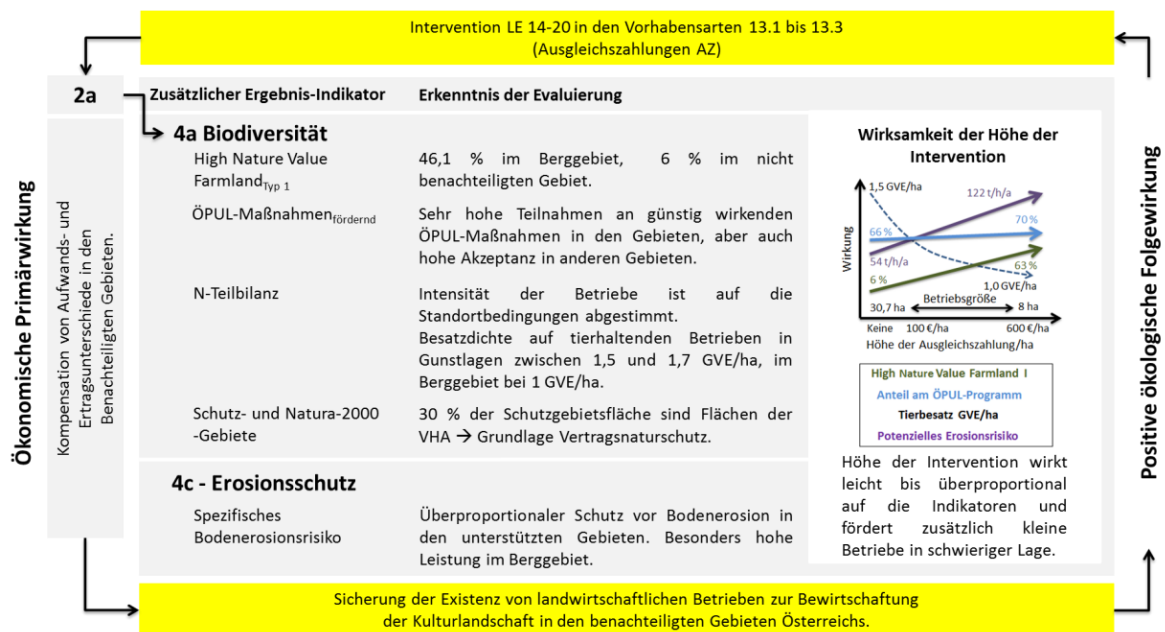 Intervention LE 14-20 in den Vorhabensarten 13.1 bis 13.3
(Ausgleichszahlungen AZ)
Ökonomische Primärwirkung
2a
Kompensation von Aufwands- und
Ertragsunterschiede in den
Benachteiligten Gebieten.
Zusätzlicher Ergebnis-Indikator
Erkenntnis der Evaluierung
4a Biodiversität
High Nature Value
Farmland Typ 1
46,1 % im Berggebiet, 6 % im nicht
benachteiligten Gebiet.
ÖPUL-Maßnahmen fördernd
Sehr hohe Teilnahmen an günstig wirkenden
ÖPUL-Maßnahmen in den Gebieten, aber auch
hohe Akzeptanz in anderen Gebieten.
N-Teilbilanz
Intensität der Betriebe ist auf die
Standortbedingungen abgestimmt.
Besatzdichte auf tierhaltenden Betrieben in
Gunstlagen zwischen 1,5 und 1,7 GVE/ha, im
Berggebiet bei 1 GVE/ha.
Schutz- und Natura-2000
-Gebiete
30 % der Schutzgebietsfläche sind Flächen der
VHA → Grundlage Vertragsnaturschutz.
4c - Erosionsschutz
Spezifisches
Bodenerosionsrisiko
Überproportionaler Schutz vor Bodenerosion in
den unterstützten Gebieten. Besonders hohe
Leistung im Berggebiet.
Wirksamkeit der Höhe der
Intervention
Wirkung
1,5 GVE/ha
122 t/h/a
66 %
70 %
54 t/h/a
6 %
63 %
1,0 GVE/ha
30,7 ha
Betriebsgröße
8 ha
Keine
100 €/ha
600 €/ha
Höhe der Ausgleichszahlung/ha
High Nature Value Farmland I
Anteil am ÖPUL-Programm
Tierbesatz GVE/ha
Potenzielles Erosionsrisiko
Höhe der Intervention wirkt
leicht bis überproportional
auf die Indikatoren und
fördert zusätzlich kleine
Betriebe in schwieriger Lage.
Positive ökologische Folgewirkung
Sicherung der Existenz von landwirtschaftlichen Betrieben zur Bewirtschaftung
der Kulturlandschaft in den benachteiligten Gebieten Österreichs.